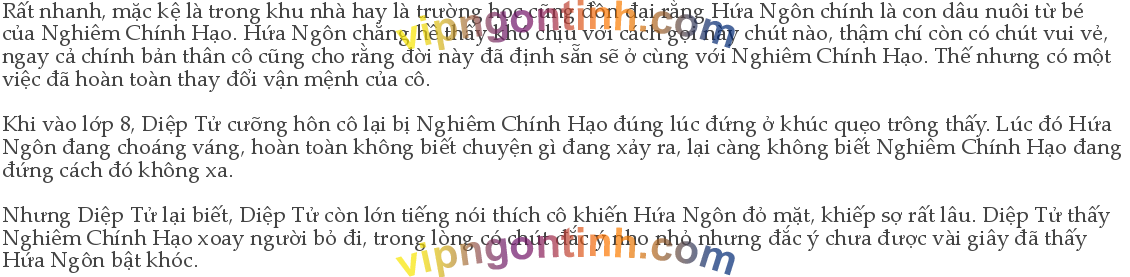 Rất nhanh, mặc kệ là trong khu nhà hay là trường học cũng đồn đại rằng Hứa Ngôn chính là con dâu nuôi từ bé
của Nghiêm Chính Hạo. Hứa Ngôn chẳng hề thấy khó chịu với cách gọi này chút nào, thậm chí còn có chút vui vẻ,
ngay cả chính bản thân cô cũng cho rằng đời này đã định sẵn sẽ ở cùng với Nghiêm Chính Hạo. Thế nhưng có một
việc đã hoàn toàn thay đổi vận mệnh của cô.
Khi vào lớp 8, Diệp Tử cưỡng hôn cô lại bị Nghiêm Chính Hạo đúng lúc đứng ở khúc quẹo trông thấy. Lúc đó Hứa
Ngôn đang choáng váng, hoàn toàn không biết chuyện gì đang xảy ra, lại càng không biết Nghiêm Chính Hạo đang
đứng cách đó không xa.
Nhưng Diệp Tử lại biết, Diệp Tử còn lớn tiếng nói thích cô khiến Hứa Ngôn đỏ mặt, khiếp sợ rất lâu. Diệp Tử thấy
Nghiêm Chính Hạo xoay người bỏ đi, trong lòng có chút đắc ý nho nhỏ nhưng đắc ý chưa được vài giây đã thấy
Hứa Ngôn bật khóc.
vipngontinh.com
vipngontinh.com